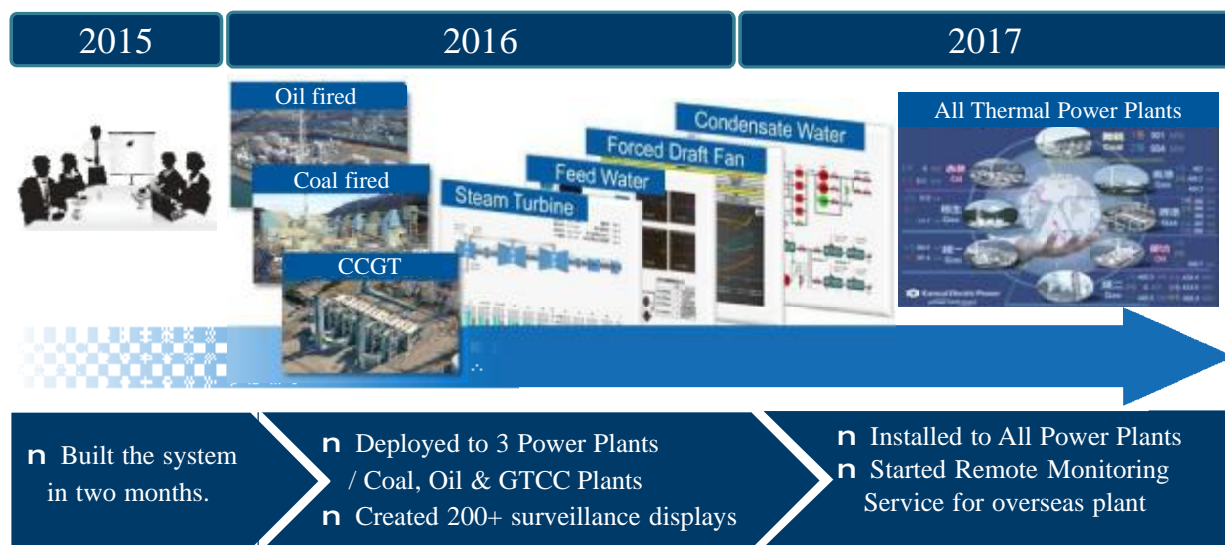 2015
2016
2017
Oil fired
Coal fired
CCGT
Steam Turbine
Feed Water
Forced Draft Fan
Condensate Water
All Thermal Power Plants
Kansai Electric Power
n Built the system
in two months.
n Deployed to 3 Power Plants
/ Coal, Oil & GTCC Plants
n Created 200+ surveillance displays
n Installed to All Power Plants
n Started Remote Monitoring
Service for overseas plant